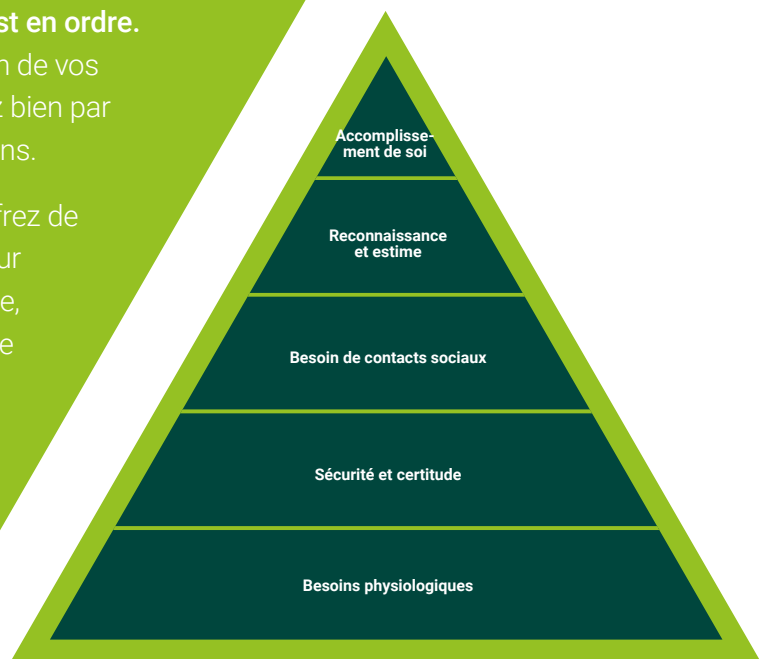 st en ordre.
n de vos
z bien par
ns.
frez de
ur
e,
e
Accomplisse-
ment de soi
Reconnaissance
et estime
Besoin de contacts sociaux
Sécurité et certitude
Besoins physiologiques